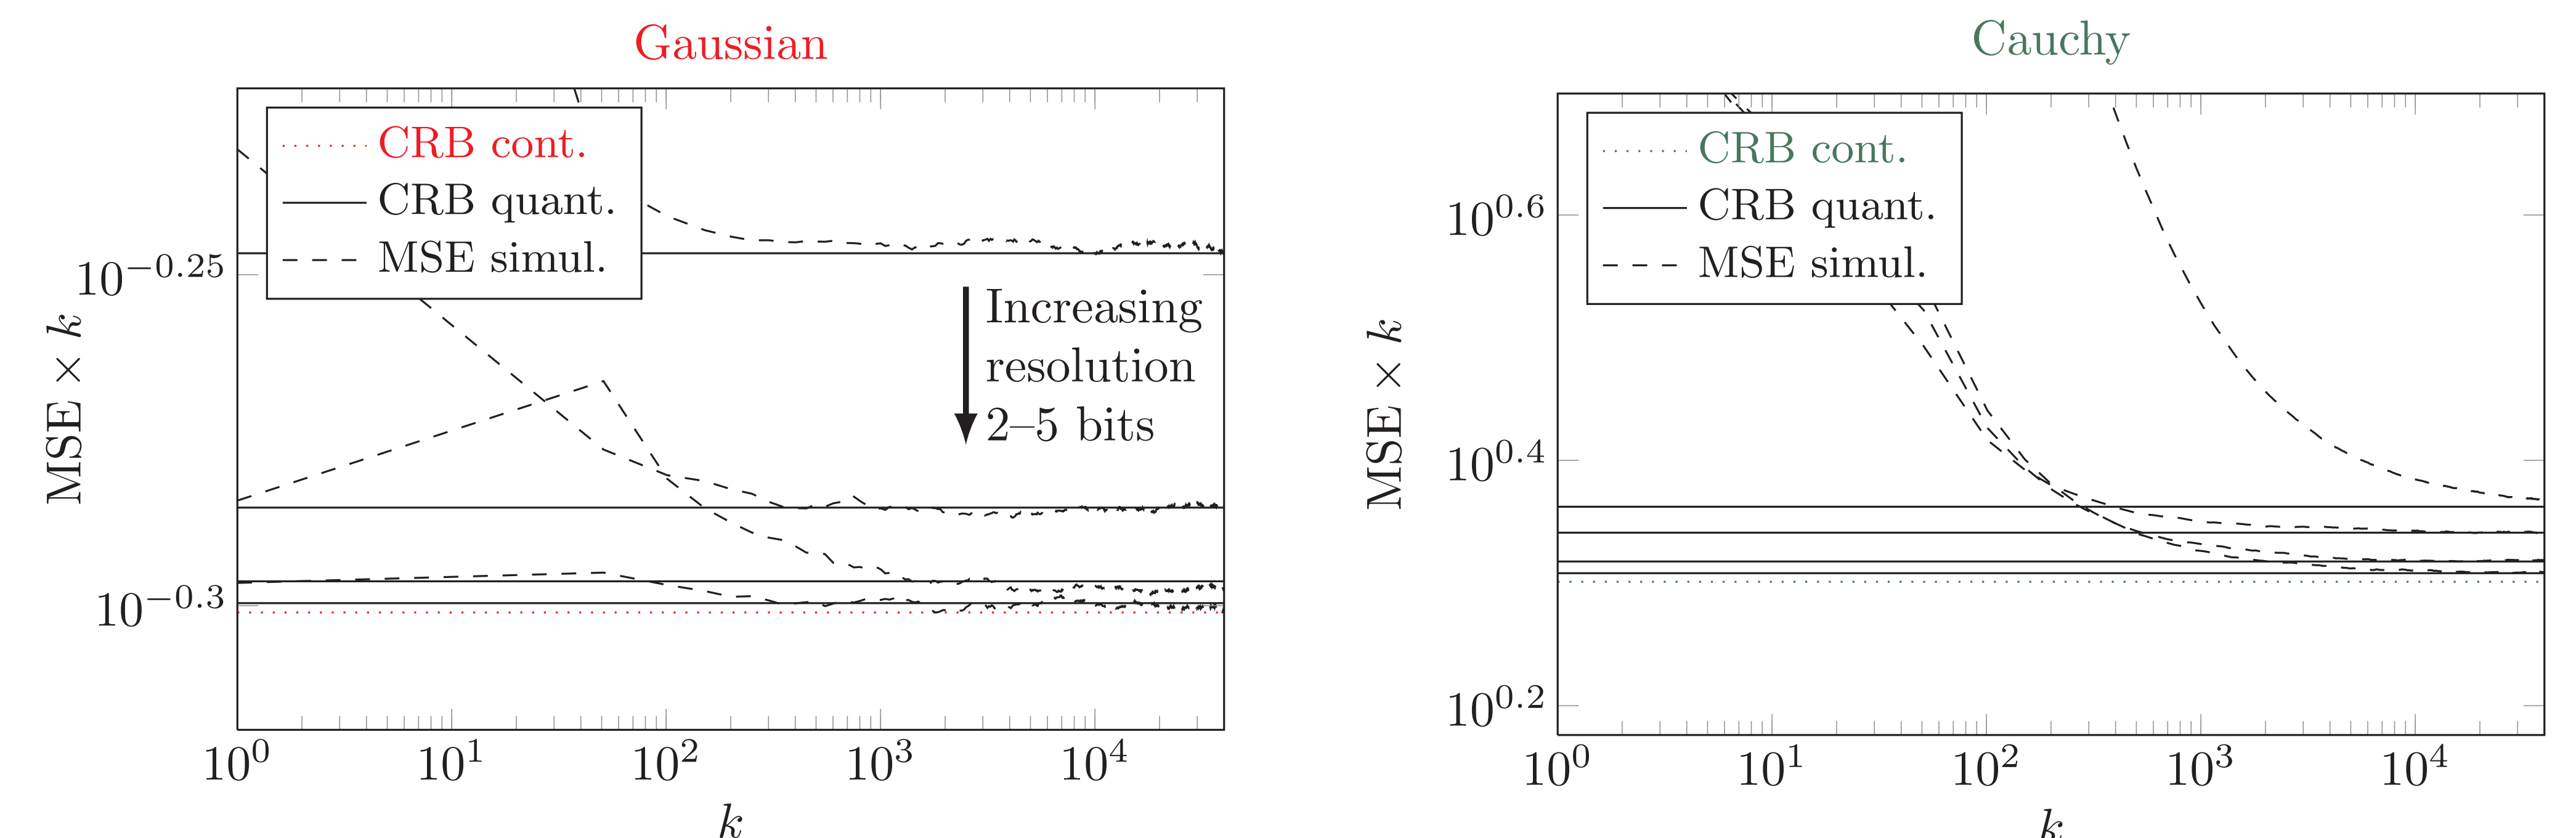 Gaussian
CRB cont.
CRB quant.
MSE simul.
10^{−0.25}
10^{−0.3}
MSE × k
Increasing
resolution
2–5 bits
10^0 10^1 10^2 10^3 10^4
k
Cauchy
CRB cont.
CRB quant.
MSE simul.
10^{0.6}
10^{0.4}
10^{0.2}
MSE × k
10^0 10^1 10^2 10^3 10^4
k